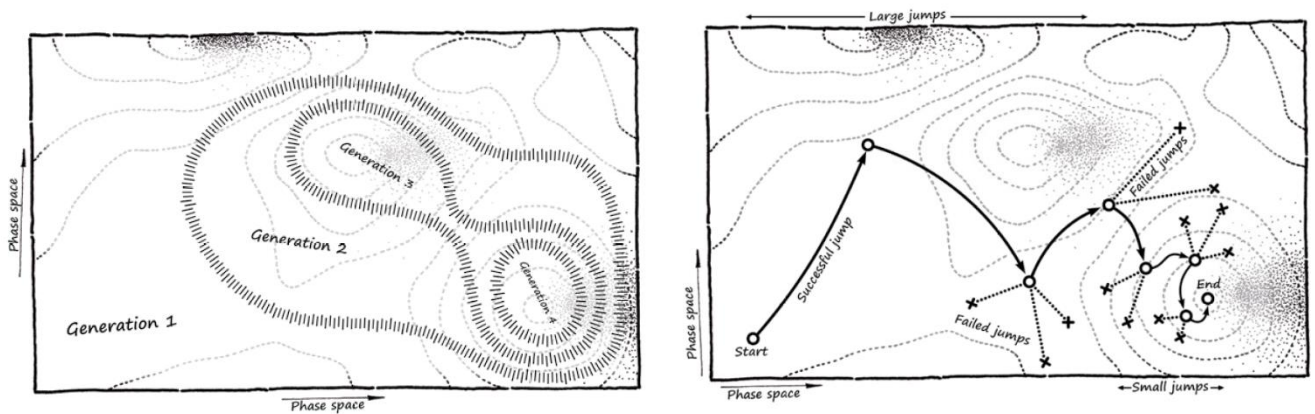 Generation 1
Generation 2
Generation 3
Generation 4
Phase space
Phase space
Large jumps
Start
Successful jump
Failed jumps
Failed jumps
End
Small jumps
Phase space
Phase space